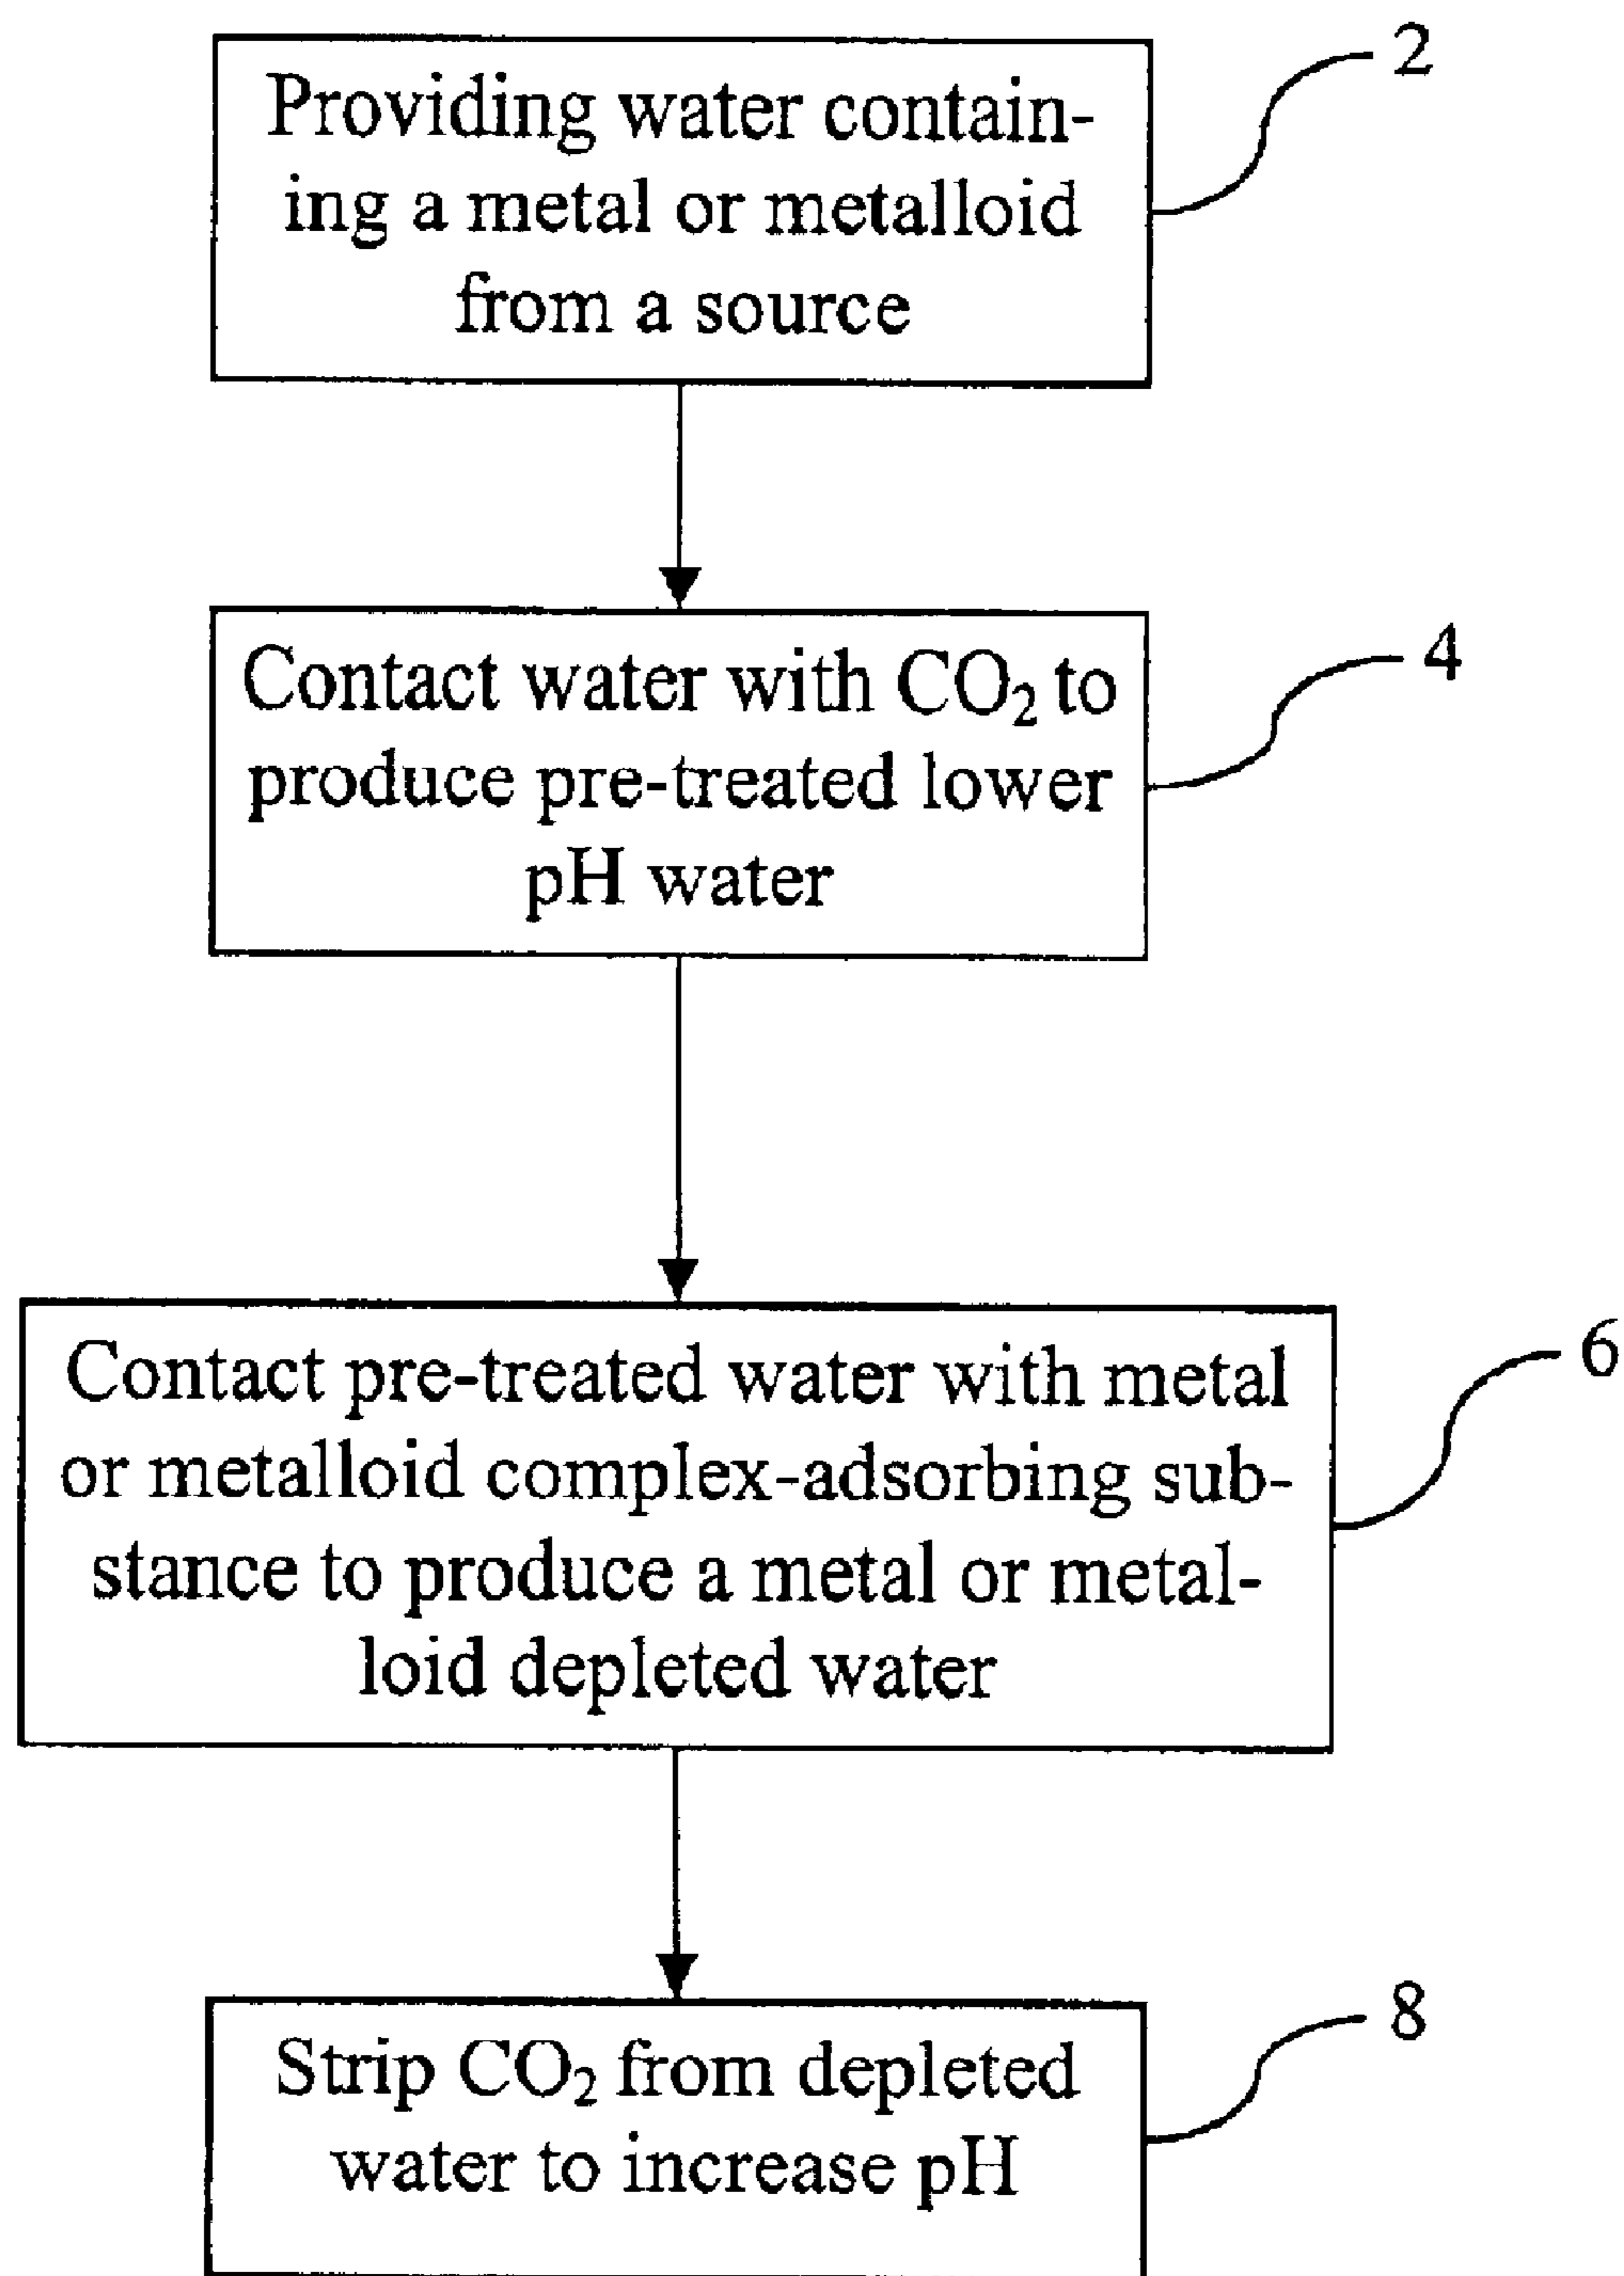 Providing water contain-
ing a metal or metalloid
from a source
2
Contact water with CO₂ to
produce pre-treated lower
pH water
4
Contact pre-treated water with metal
or metalloid complex-adsorbing sub-
stance to produce a metal or metal-
loid depleted water
6
Strip CO₂ from depleted
water to increase pH
8